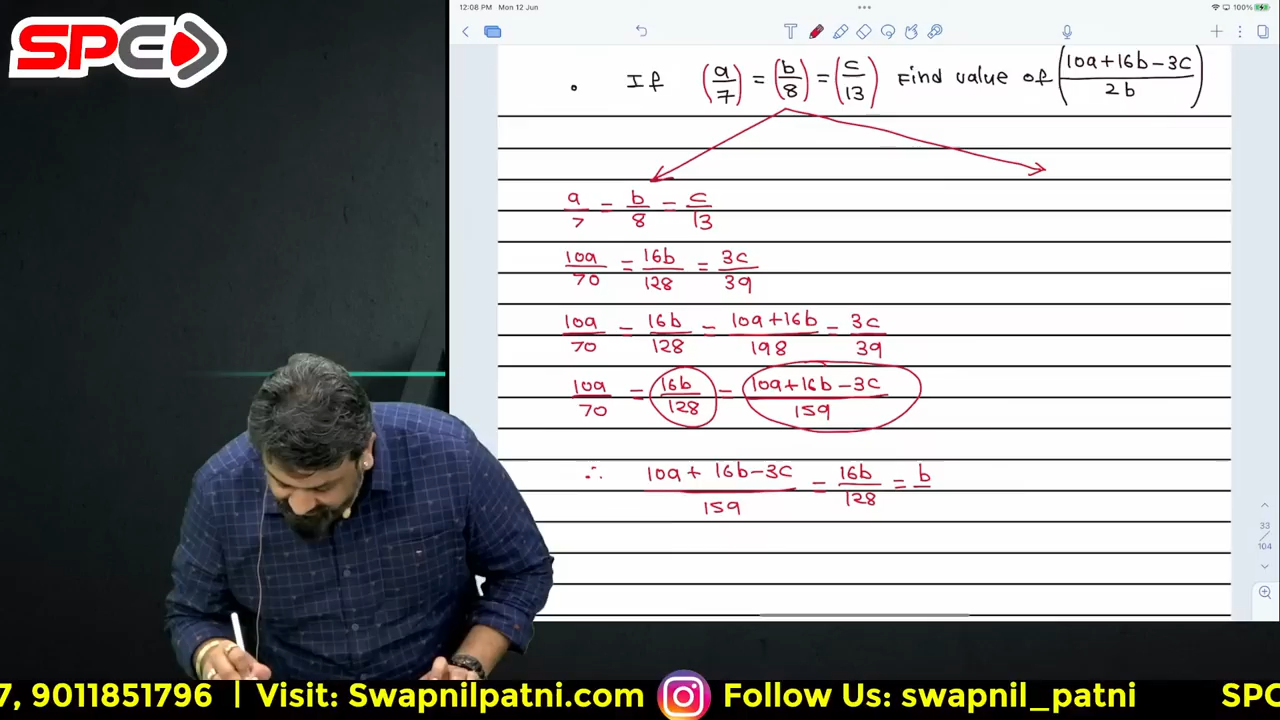 SPC
12:08 PM Mon 12 Jun
100%
. If (a/7) = (b/8) = (c/13) Find value of ((10a+16b-3c)/2b)
a/7 = b/8 = c/13
10a/70 = 16b/128 = 3c/39
10a/70 = 16b/128 = (10a+16b)/198 = 3c/39
10a/70 = 16b/128 = (10a+16b-3c)/159
∴ (10a+16b-3c)/159 = 16b/128 = b
33
/
104
7, 9011851796 | Visit: Swapnilpatni.com Follow Us: swapnil_patni SPC